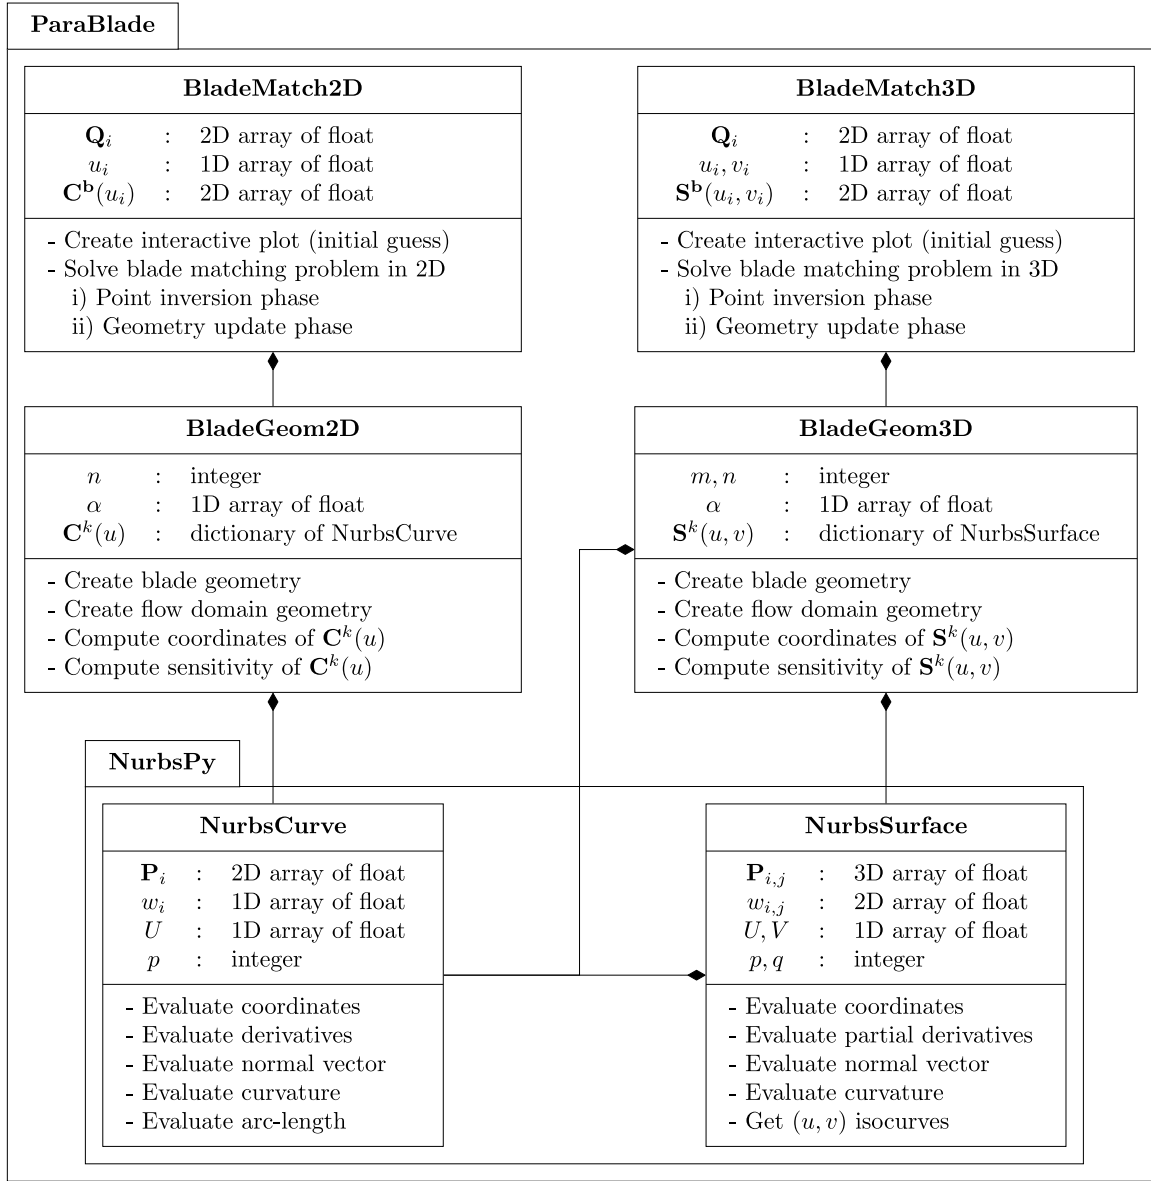 ParaBlade
BladeMatch2D
𝐐ᵢ : 2D array of float
uᵢ : 1D array of float
𝐂ᵇ(uᵢ) : 2D array of float
- Create interactive plot (initial guess)
- Solve blade matching problem in 2D
i) Point inversion phase
ii) Geometry update phase
BladeMatch3D
𝐐ᵢ : 2D array of float
uᵢ, vᵢ : 1D array of float
𝐒ᵇ(uᵢ, vᵢ) : 2D array of float
- Create interactive plot (initial guess)
- Solve blade matching problem in 3D
i) Point inversion phase
ii) Geometry update phase
BladeGeom2D
n : integer
α : 1D array of float
𝐂ᵏ(u) : dictionary of NurbsCurve
- Create blade geometry
- Create flow domain geometry
- Compute coordinates of 𝐂ᵏ(u)
- Compute sensitivity of 𝐂ᵏ(u)
BladeGeom3D
m, n : integer
α : 1D array of float
𝐒ᵏ(u, v) : dictionary of NurbsSurface
- Create blade geometry
- Create flow domain geometry
- Compute coordinates of 𝐒ᵏ(u, v)
- Compute sensitivity of 𝐒ᵏ(u, v)
NurbsPy
NurbsCurve
𝐏ᵢ : 2D array of float
wᵢ : 1D array of float
U : 1D array of float
p : integer
- Evaluate coordinates
- Evaluate derivatives
- Evaluate normal vector
- Evaluate curvature
- Evaluate arc-length
NurbsSurface
𝐏ᵢ,ⱼ : 3D array of float
wᵢ,ⱼ : 2D array of float
U, V : 1D array of float
p, q : integer
- Evaluate coordinates
- Evaluate partial derivatives
- Evaluate normal vector
- Evaluate curvature
- Get (u, v) isocurves